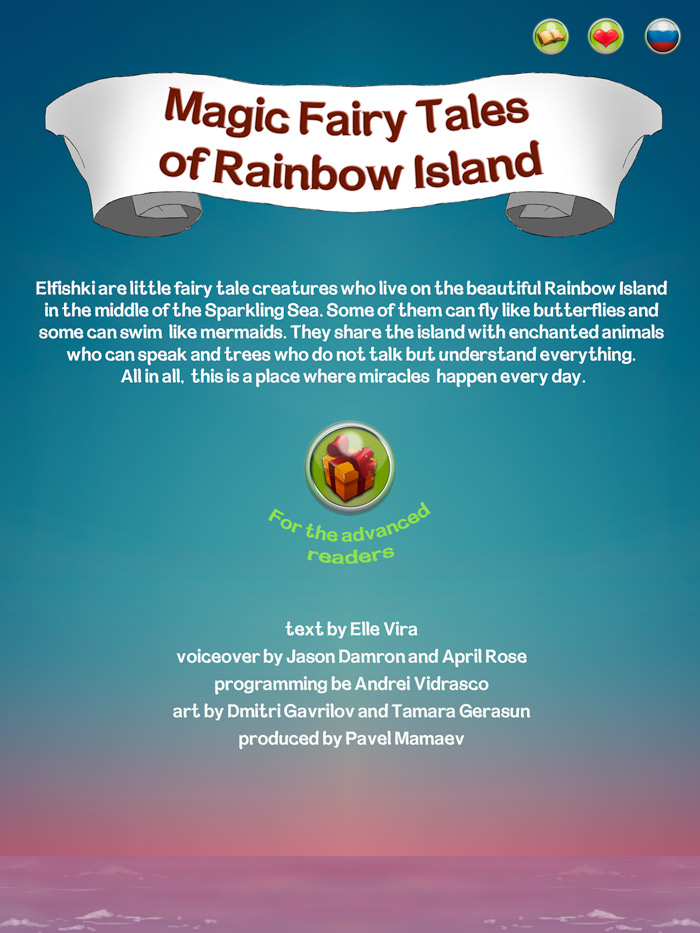 Magic Fairy Tales
of Rainbow Island
Elfishki are little fairy tale creatures who live on the beautiful Rainbow Island
in the middle of the Sparkling Sea. Some of them can fly like butterflies and
some can swim like mermaids. They share the island with enchanted animals
who can speak and trees who do not talk but understand everything.
All in all, this is a place where miracles happen every day.
For the advanced
readers
text by Elle Vira
voiceover by Jason Damron and April Rose
programming be Andrei Vidrasco
art by Dmitri Gavrilov and Tamara Gerasun
produced by Pavel Mamaev